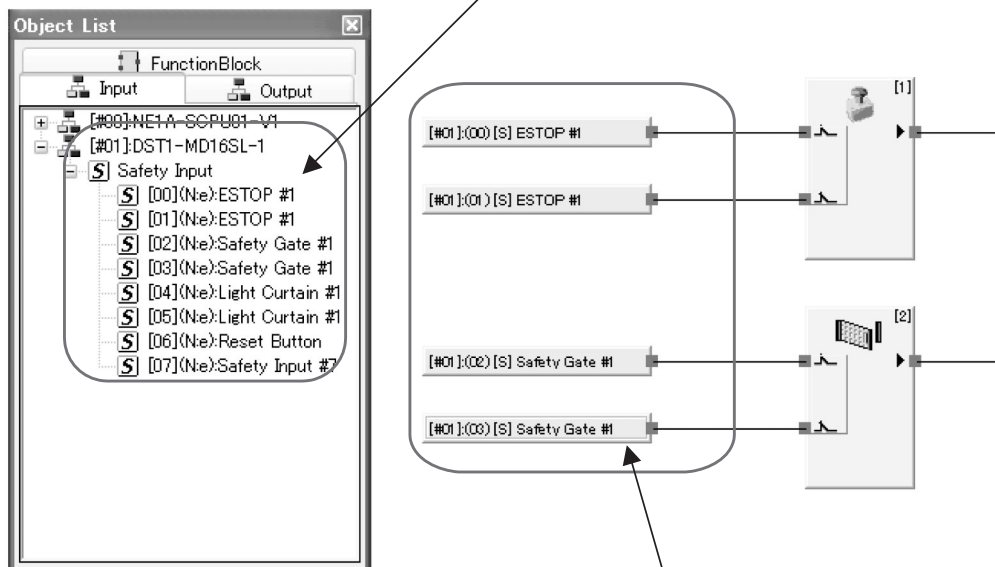 Object List
FunctionBlock
Input
Output
[#00]:NE1A-SCPU01-V1
[#01]:DST1-MD16SL-1
S Safety Input
S [00](N:e):ESTOP #1
S [01](N:e):ESTOP #1
S [02](N:e):Safety Gate #1
S [03](N:e):Safety Gate #1
S [04](N:e):Light Curtain #1
S [05](N:e):Light Curtain #1
S [06](N:e):Reset Button
S [07](N:e):Safety Input #7
[#01]:(00) [S] ESTOP #1
[#01]:(01) [S] ESTOP #1
[1]
[#01]:(02) [S] Safety Gate #1
[#01]:(03) [S] Safety Gate #1
[2]